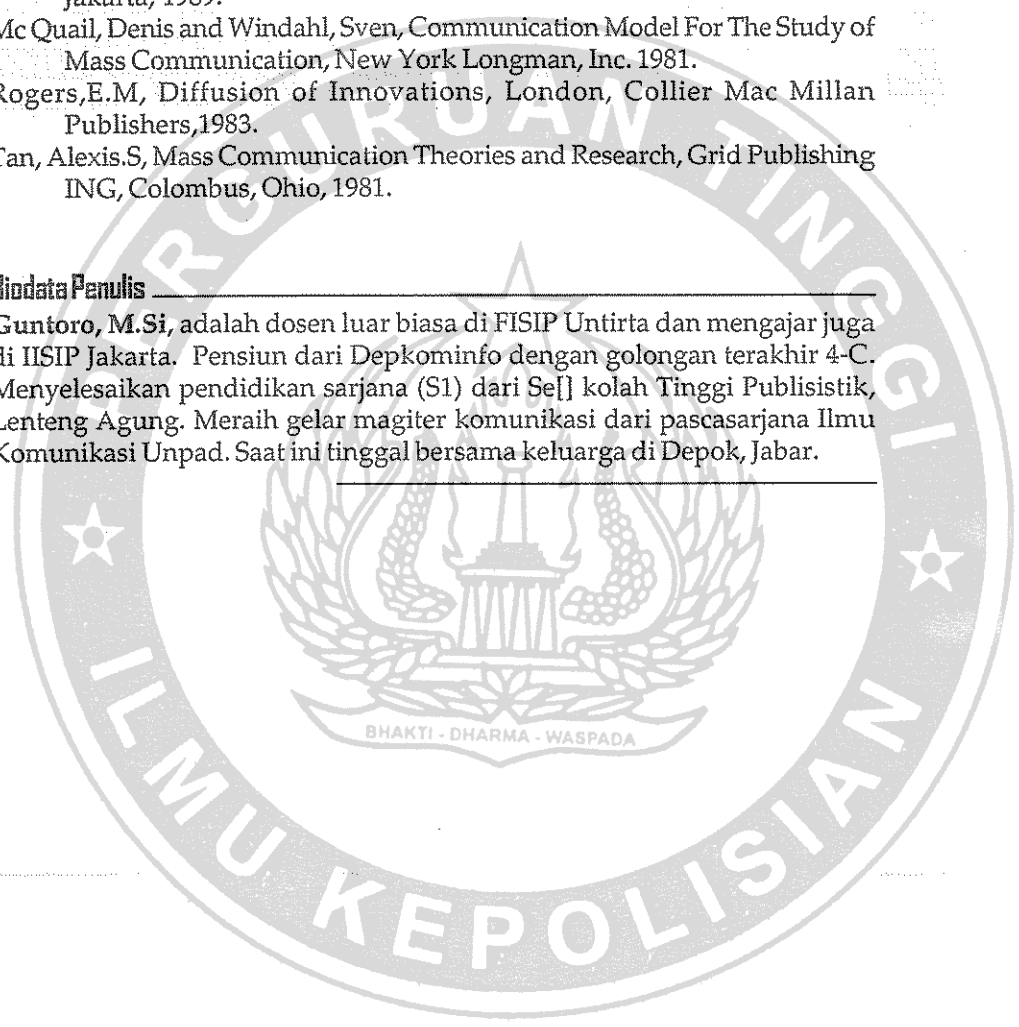 Jakarta, 1989.
Mc Quail, Denis and Windahl, Sven, Communication Model For The Study of
Mass Communication, New York Longman, Inc. 1981.
Rogers,E.M, Diffusion of Innovations, London, Collier Mac Millan
Publishers,1983.
Tan, Alexis.S, Mass Communication Theories and Research, Grid Publishing
ING, Colombus, Ohio, 1981.
Biodata Penulis
Guntoro, M.Si, adalah dosen luar biasa di FISIP Untirta dan mengajar juga
di IISIP Jakarta. Pensiun dari Depkominfo dengan golongan terakhir 4-C.
Menyelesaikan pendidikan sarjana (S1) dari Se[] kolah Tinggi Publisistik,
Lenteng Agung. Meraih gelar magiter komunikasi dari pascasarjana Ilmu
Komunikasi Unpad. Saat ini tinggal bersama keluarga di Depok, Jabar.
PERGURUAN TINGGI
BHAKTI - DHARMA - WASPADA
ILMU KEPOLISIAN